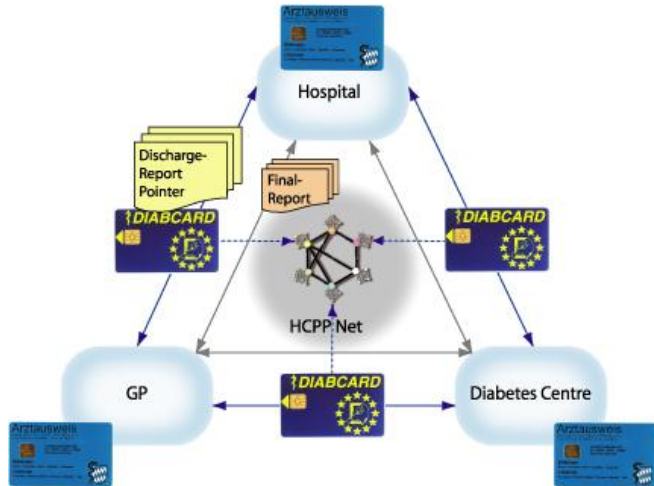 Arztausweis
Hospital
Discharge-
Report
Pointer
Final-
Report
DIABCARD
DIABCARD
HCPP Net
GP
DIABCARD
Diabetes Centre
Arztausweis
Arztausweis